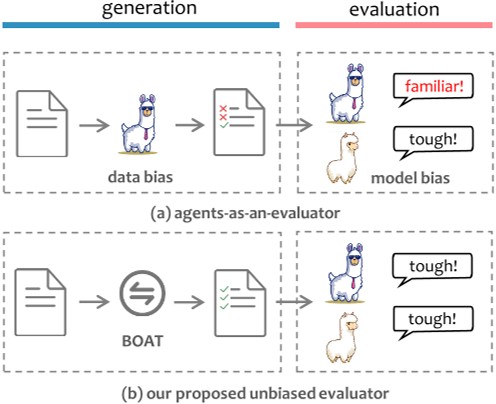 generation
evaluation
familiar!
tough!
data bias
model bias
(a) agents-as-an-evaluator
tough!
tough!
BOAT
(b) our proposed unbiased evaluator